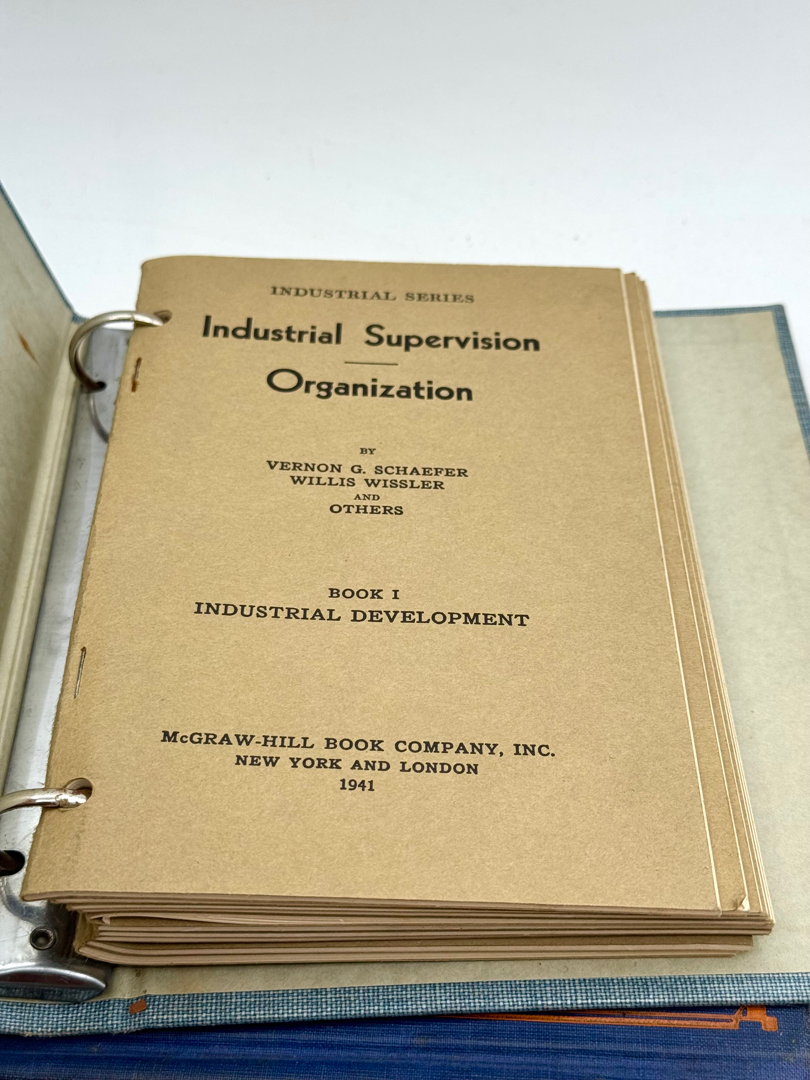 INDUSTRIAL SERIES
Industrial Supervision
Organization
BY
VERNON G. SCHAEFER
WILLIS WISSLER
AND
OTHERS
BOOK I
INDUSTRIAL DEVELOPMENT
McGRAW-HILL BOOK COMPANY, INC.
NEW YORK AND LONDON
1941